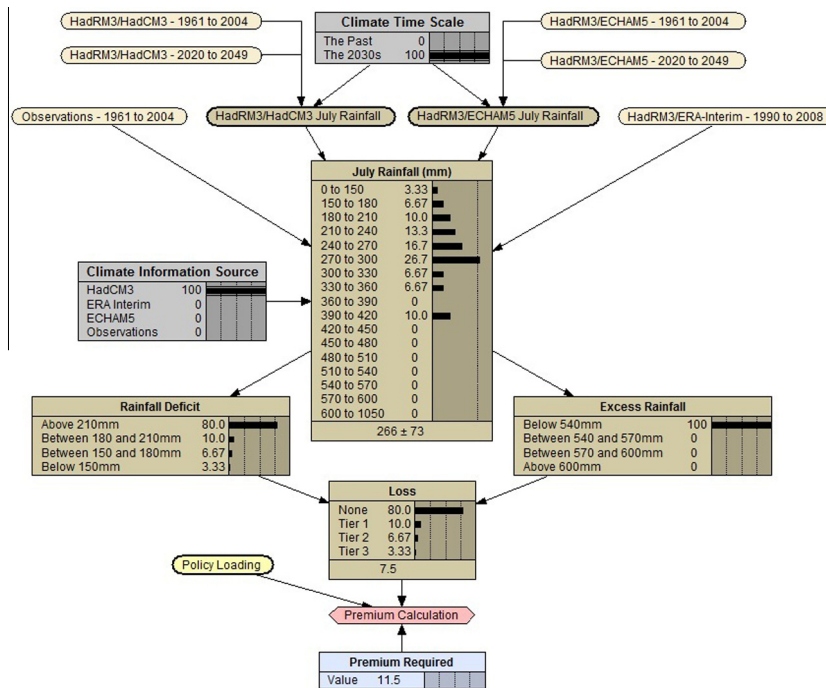 HadRM3/HadCM3 - 1961 to 2004
Climate Time Scale
HadRM3/ECHAM5 - 1961 to 2004
The Past 0
The 2030s 100
HadRM3/HadCM3 - 2020 to 2049
HadRM3/ECHAM5 - 2020 to 2049
Observations - 1961 to 2004
HadRM3/HadCM3 July Rainfall
HadRM3/ECHAM5 July Rainfall
HadRM3/ERA-Interim - 1990 to 2008
July Rainfall (mm)
0 to 150 3.33
150 to 180 6.67
180 to 210 10.0
210 to 240 13.3
240 to 270 16.7
270 to 300 26.7
300 to 330 6.67
330 to 360 6.67
360 to 390 0
390 to 420 10.0
420 to 450 0
450 to 480 0
480 to 510 0
510 to 540 0
540 to 570 0
570 to 600 0
600 to 1050 0
266 ± 73
Climate Information Source
HadCM3 100
ERA Interim 0
ECHAM5 0
Observations 0
Rainfall Deficit
Above 210mm 80.0
Between 180 and 210mm 10.0
Between 150 and 180mm 6.67
Below 150mm 3.33
Excess Rainfall
Below 540mm 100
Between 540 and 570mm 0
Between 570 and 600mm 0
Above 600mm 0
Loss
None 80.0
Tier 1 10.0
Tier 2 6.67
Tier 3 3.33
7.5
Policy Loading
Premium Calculation
Premium Required
Value 11.5